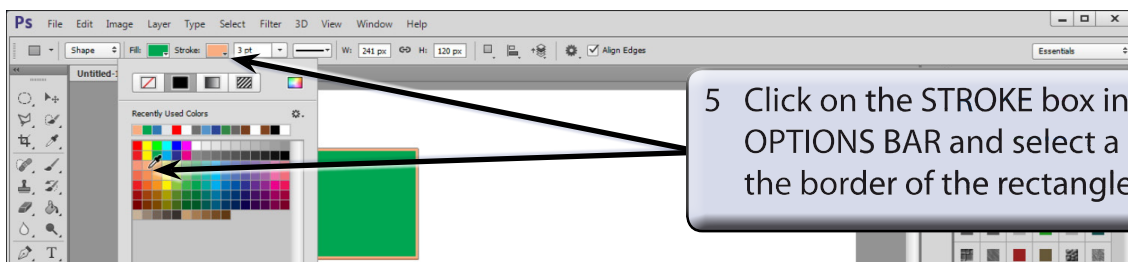 Ps File Edit Image Layer Type Select Filter 3D View Window Help
Shape Fill: Stroke: 3 pt W: 241 px H: 120 px Align Edges Essentials
Untitled-1
Recently Used Colors
5 Click on the STROKE box in
OPTIONS BAR and select a
the border of the rectangle